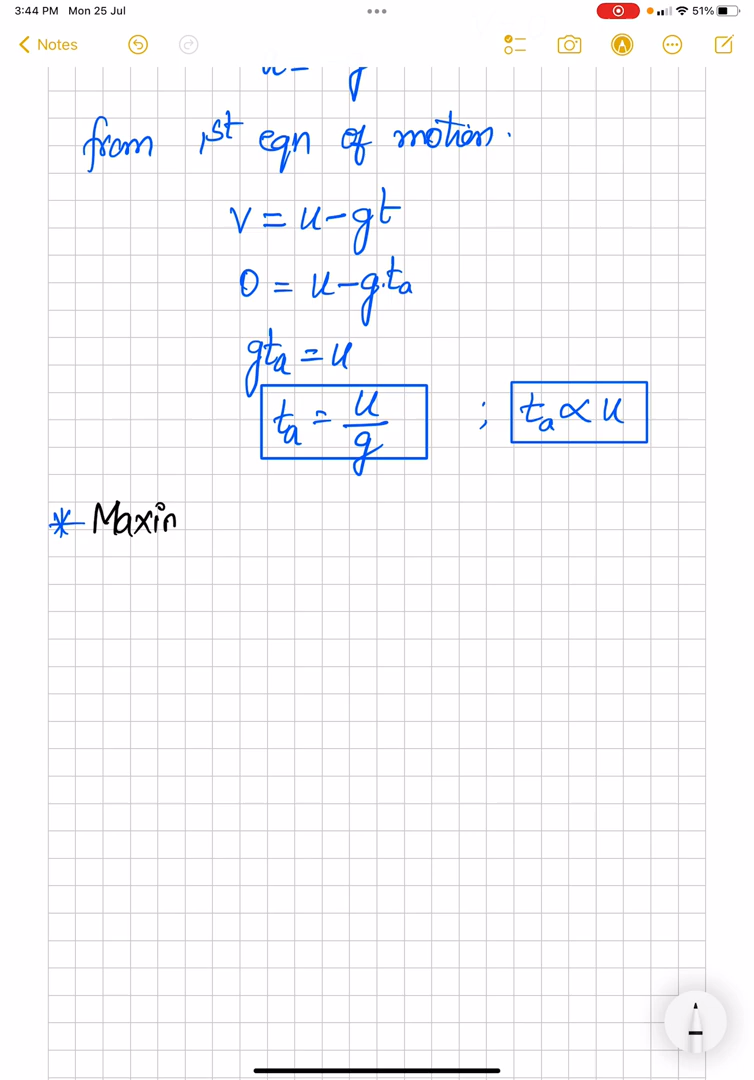 3:44 PM Mon 25 Jul 51%
Notes
from 1st eqn of motion.
v = u - gt
0 = u - g.ta
gta = u
ta = u/g ; ta ∝ u
* Maxin